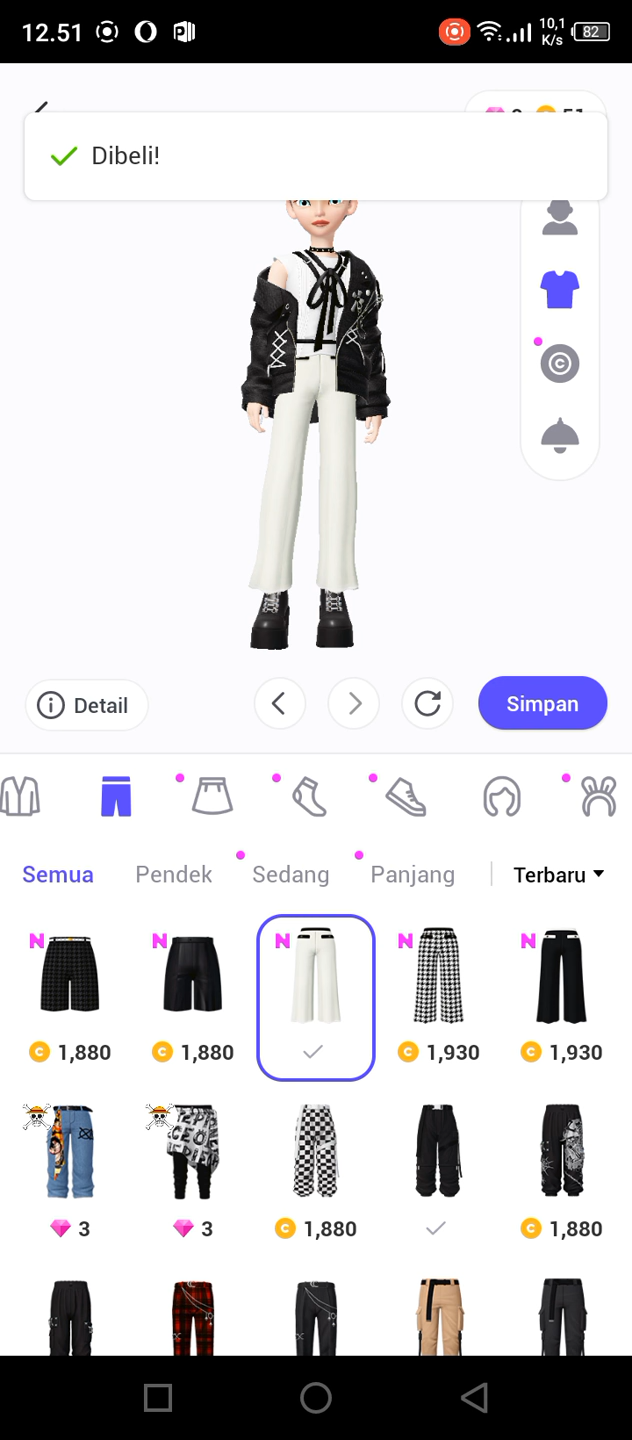 12.51
10,1
K/s
82
Dibeli!
Detail
Simpan
Semua Pendek Sedang Panjang Terbaru
N N N N N
C 1,880 C 1,880 C 1,930 C 1,930
3 3 C 1,880 C 1,880